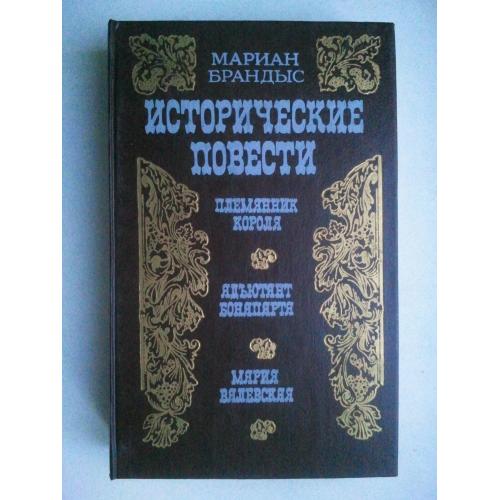 МАРИАН
БРАНДЫС
ИСТОРИЧЕСКИЕ
ПОВЕСТИ
ПЛЕМЯННИК
КОРОЛЯ
АДЪЮТАНТ
БОНАПАРТА
МАРИЯ
ВАЛЕВСКАЯ